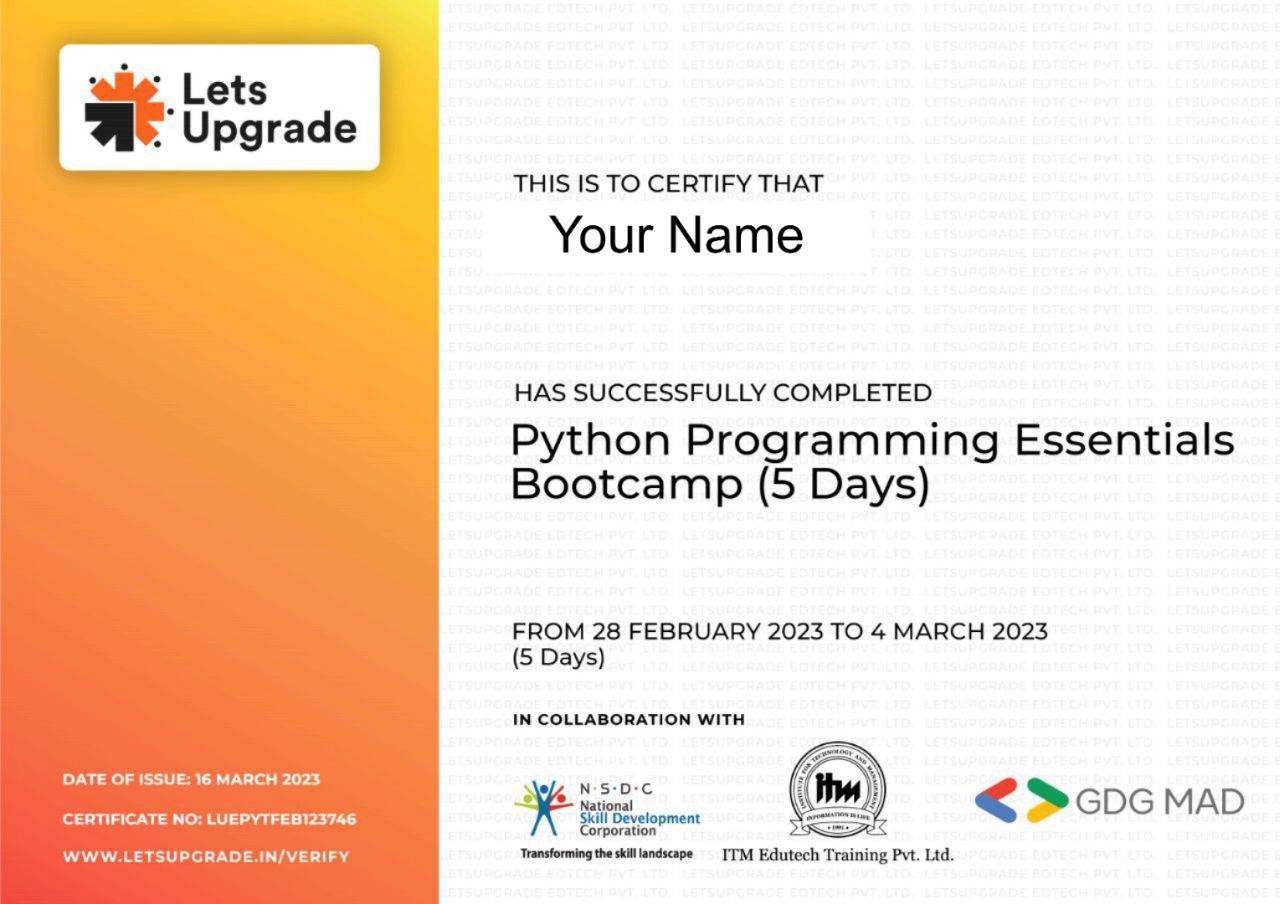 Lets
Upgrade
THIS IS TO CERTIFY THAT
Your Name
HAS SUCCESSFULLY COMPLETED
Python Programming Essentials
Bootcamp (5 Days)
FROM 28 FEBRUARY 2023 TO 4 MARCH 2023
(5 Days)
IN COLLABORATION WITH
N·S·D·C
National
Skill Development
Corporation
Transforming the skill landscape
INSTITUTE FOR TECHNOLOGY AND MANAGEMENT
itm
INFORMATION IS LIFE
• 1991 •
ITM Edutech Training Pvt. Ltd.
GDG MAD
DATE OF ISSUE: 16 MARCH 2023
CERTIFICATE NO: LUEPYTFEB123746
WWW.LETSUPGRADE.IN/VERIFY
LETSUPGRADE EDTECH PVT. LTD.